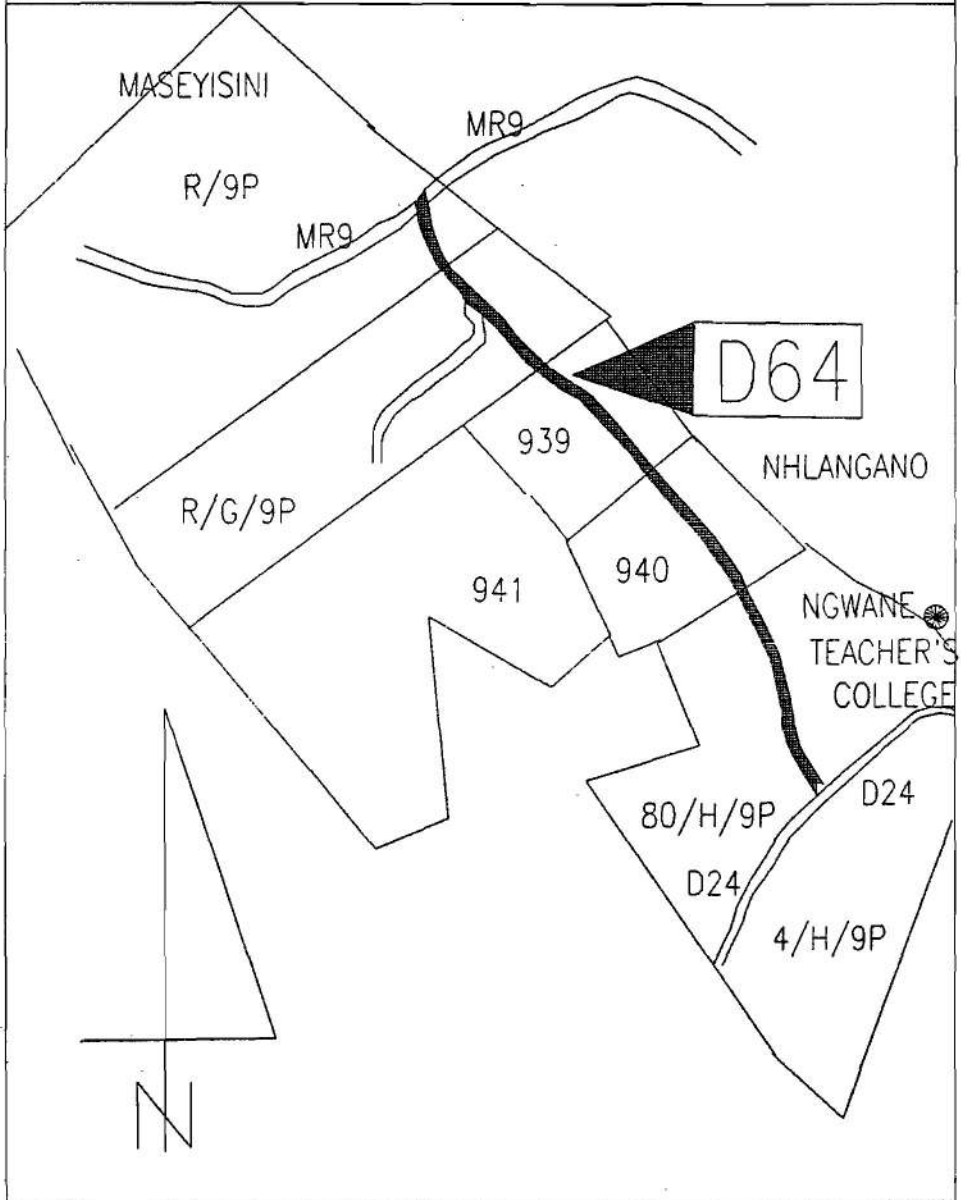 MASEYISINI
MR9
R/9P
MR9
D64
939
NHLANGANO
R/G/9P
940
941
NGWANE
TEACHER'S
COLLEGE
D24
80/H/9P
D24
4/H/9P
N